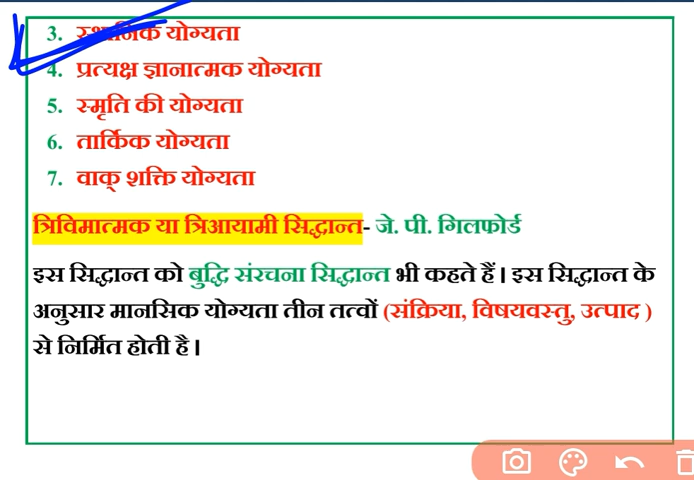 3. स्थानिक योग्यता
4. प्रत्यक्ष ज्ञानात्मक योग्यता
5. स्मृति की योग्यता
6. तार्किक योग्यता
7. वाक् शक्ति योग्यता
त्रिविमात्मक या त्रिआयामी सिद्धान्त- जे. पी. गिलफोर्ड
इस सिद्धान्त को बुद्धि संरचना सिद्धान्त भी कहते हैं। इस सिद्धान्त के
अनुसार मानसिक योग्यता तीन तत्वों (संक्रिया, विषयवस्तु, उत्पाद )
से निर्मित होती है।